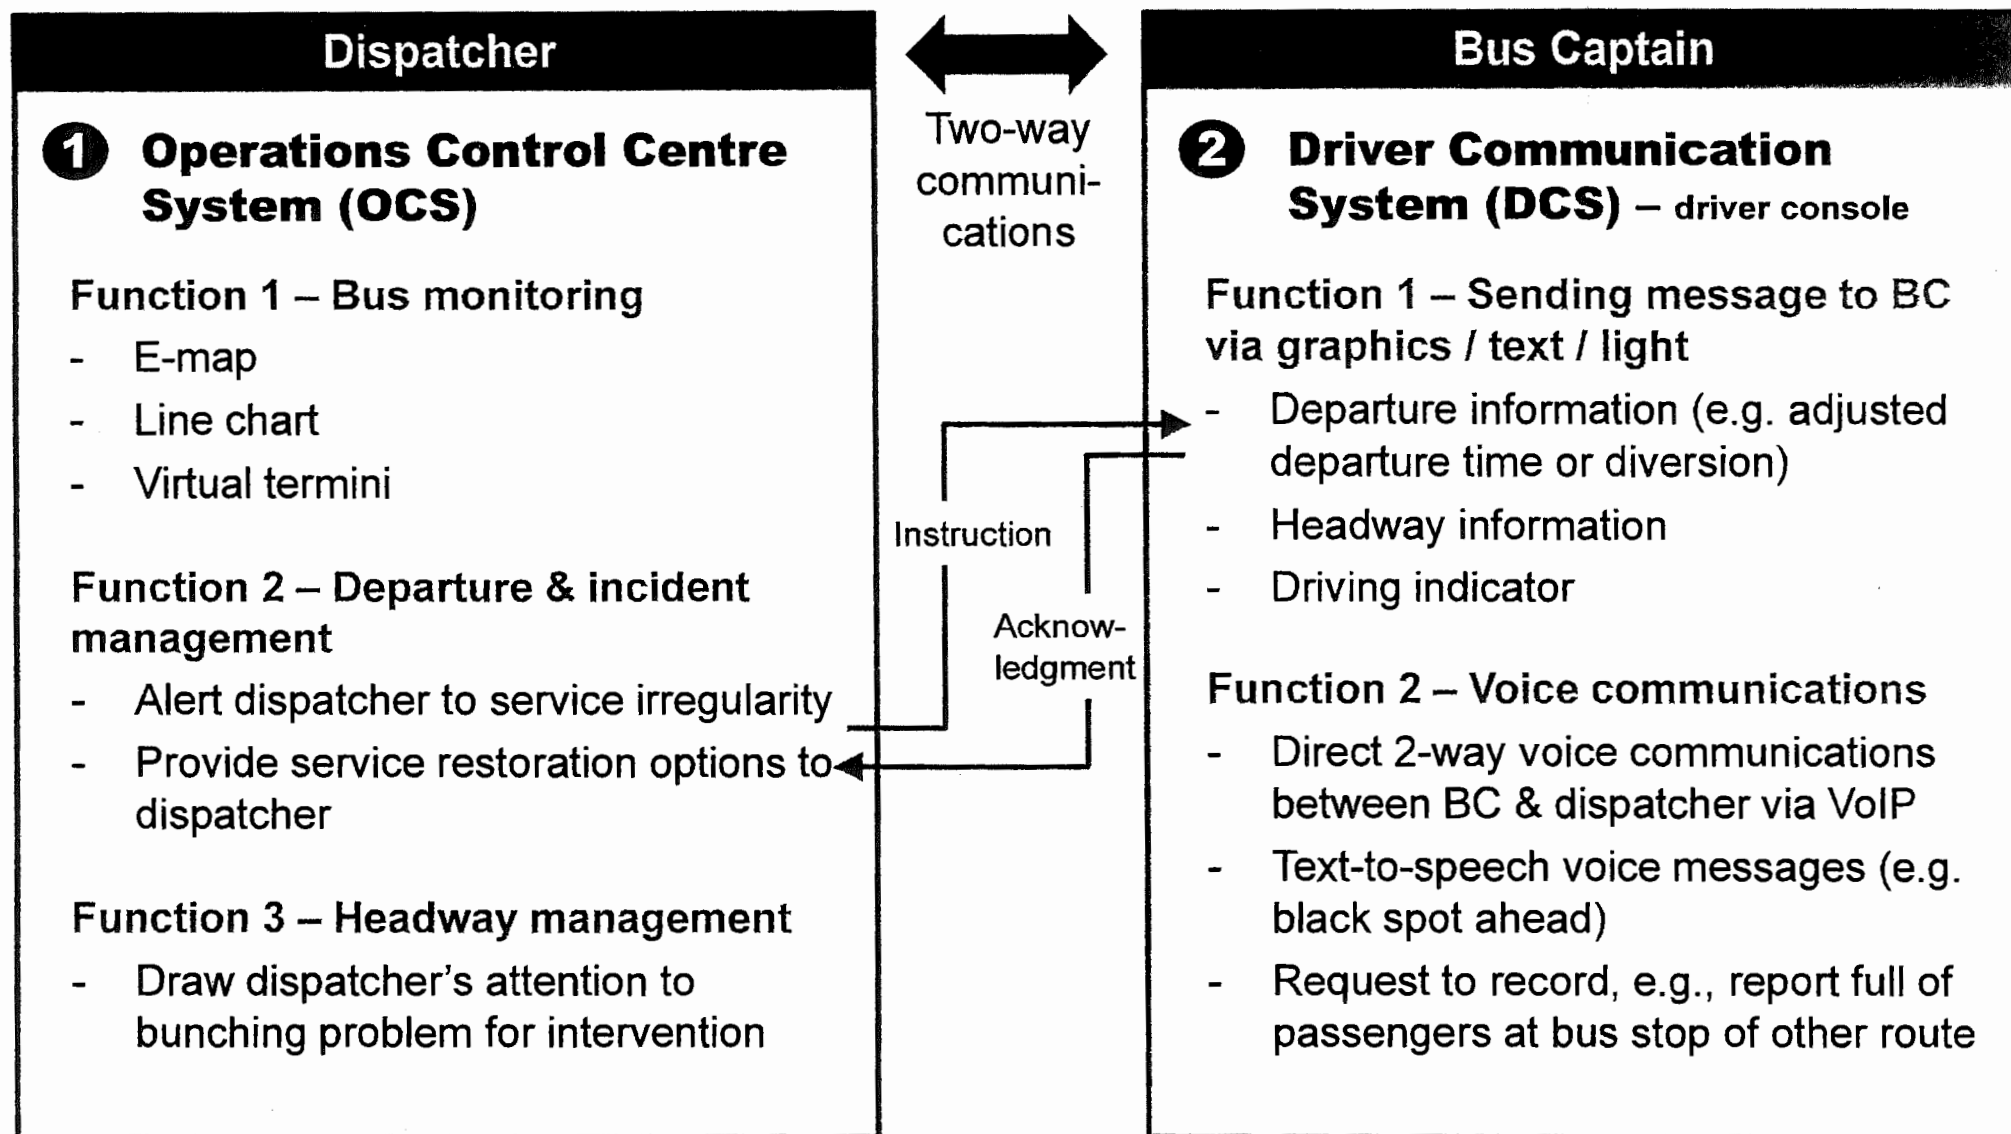 Dispatcher
1 Operations Control Centre
System (OCS)
Function 1 – Bus monitoring
- E-map
- Line chart
- Virtual termini
Function 2 – Departure & incident
management
- Alert dispatcher to service irregularity
- Provide service restoration options to
dispatcher
Function 3 – Headway management
- Draw dispatcher's attention to
bunching problem for intervention
Two-way
communi-
cations
Instruction
Acknow-
ledgment
Bus Captain
2 Driver Communication
System (DCS) – driver console
Function 1 – Sending message to BC
via graphics / text / light
- Departure information (e.g. adjusted
departure time or diversion)
- Headway information
- Driving indicator
Function 2 – Voice communications
- Direct 2-way voice communications
between BC & dispatcher via VoIP
- Text-to-speech voice messages (e.g.
black spot ahead)
- Request to record, e.g., report full of
passengers at bus stop of other route